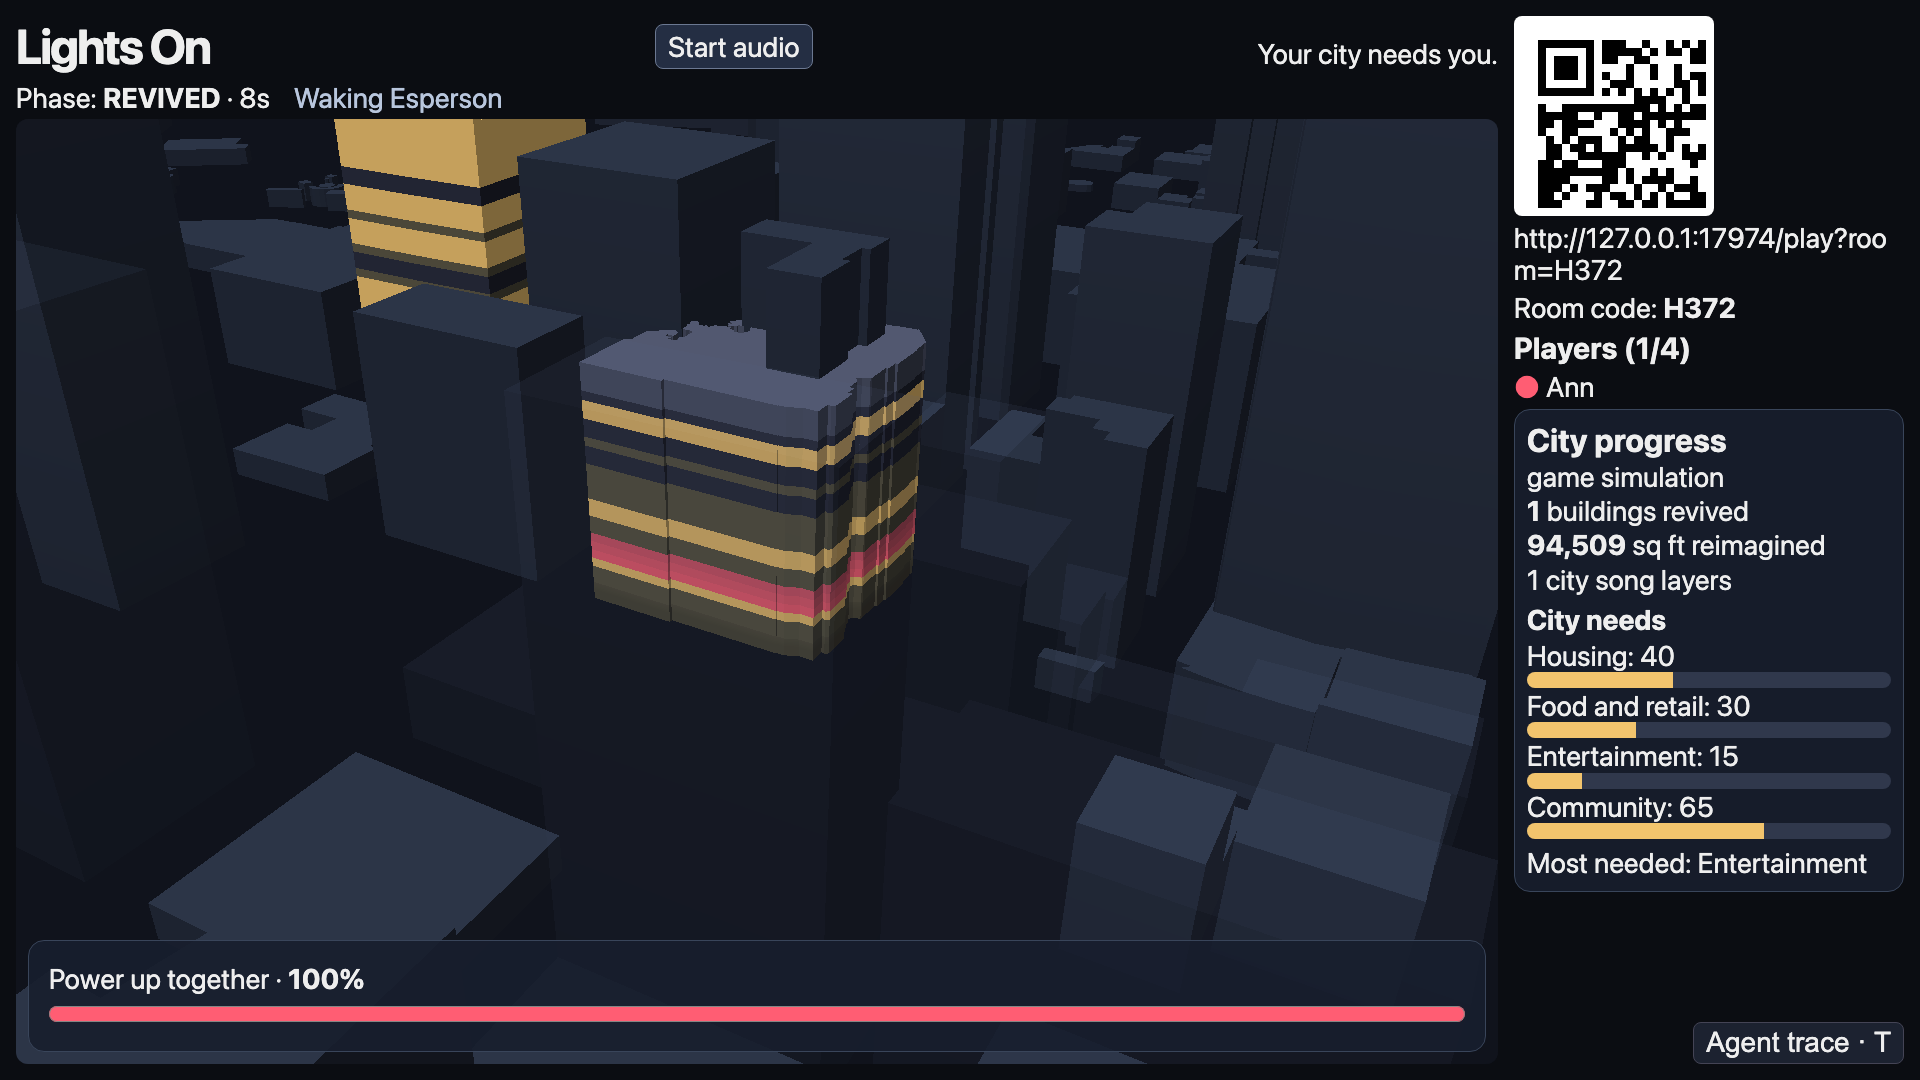 Lights On
Start audio
Your city needs you.
Phase: REVIVED · 8s Waking Esperson
http://127.0.0.1:17974/play?roo
m=H372
Room code: H372
Players (1/4)
Ann
City progress
game simulation
1 buildings revived
94,509 sq ft reimagined
1 city song layers
City needs
Housing: 40
Food and retail: 30
Entertainment: 15
Community: 65
Most needed: Entertainment
Power up together · 100%
Agent trace · T